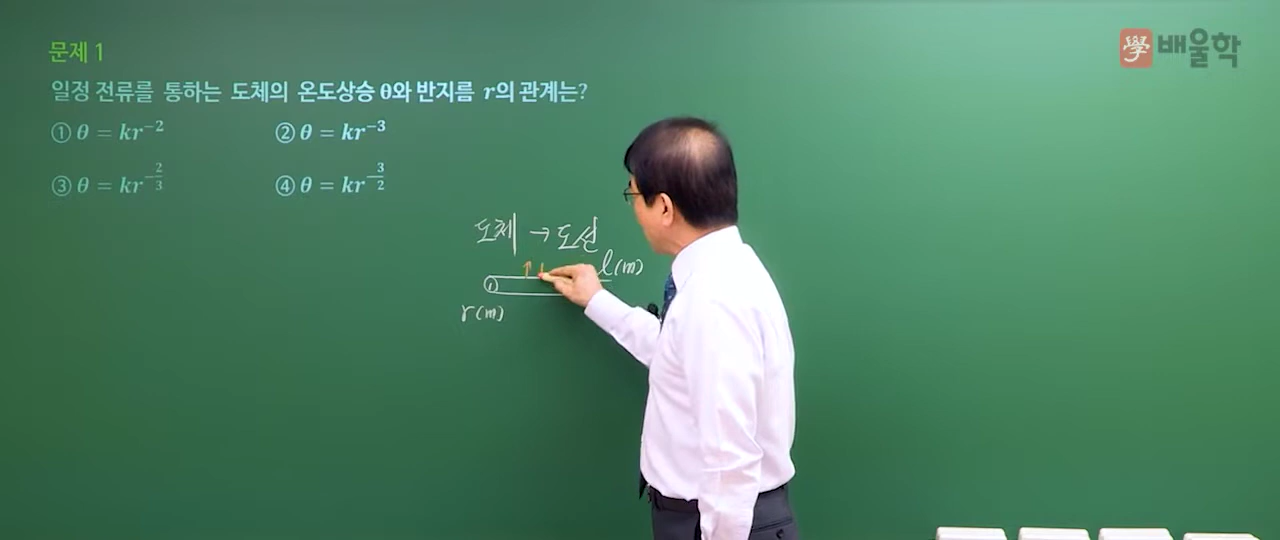 문제 1
學 배울학
일정 전류를 통하는 도체의 온도상승 θ와 반지름 r의 관계는?
① θ = kr⁻² ② θ = kr⁻³
③ θ = kr^(-2/3) ④ θ = kr^(-3/2)
도체 → 도선
l(m)
r(m)